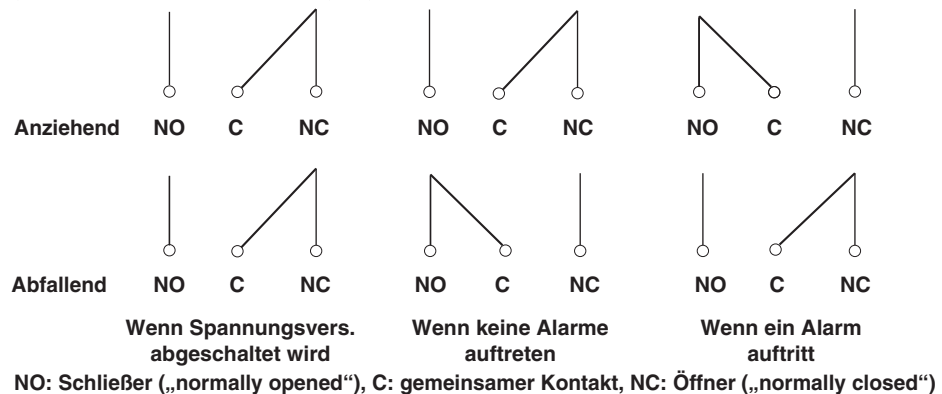 Anziehend NO C NC NO C NC NO C NC
Abfallend NO C NC NO C NC NO C NC
Wenn Spannungsvers. abgeschaltet wird
Wenn keine Alarme auftreten
Wenn ein Alarm auftritt
NO: Schließer („normally opened“), C: gemeinsamer Kontakt, NC: Öffner („normally closed“)